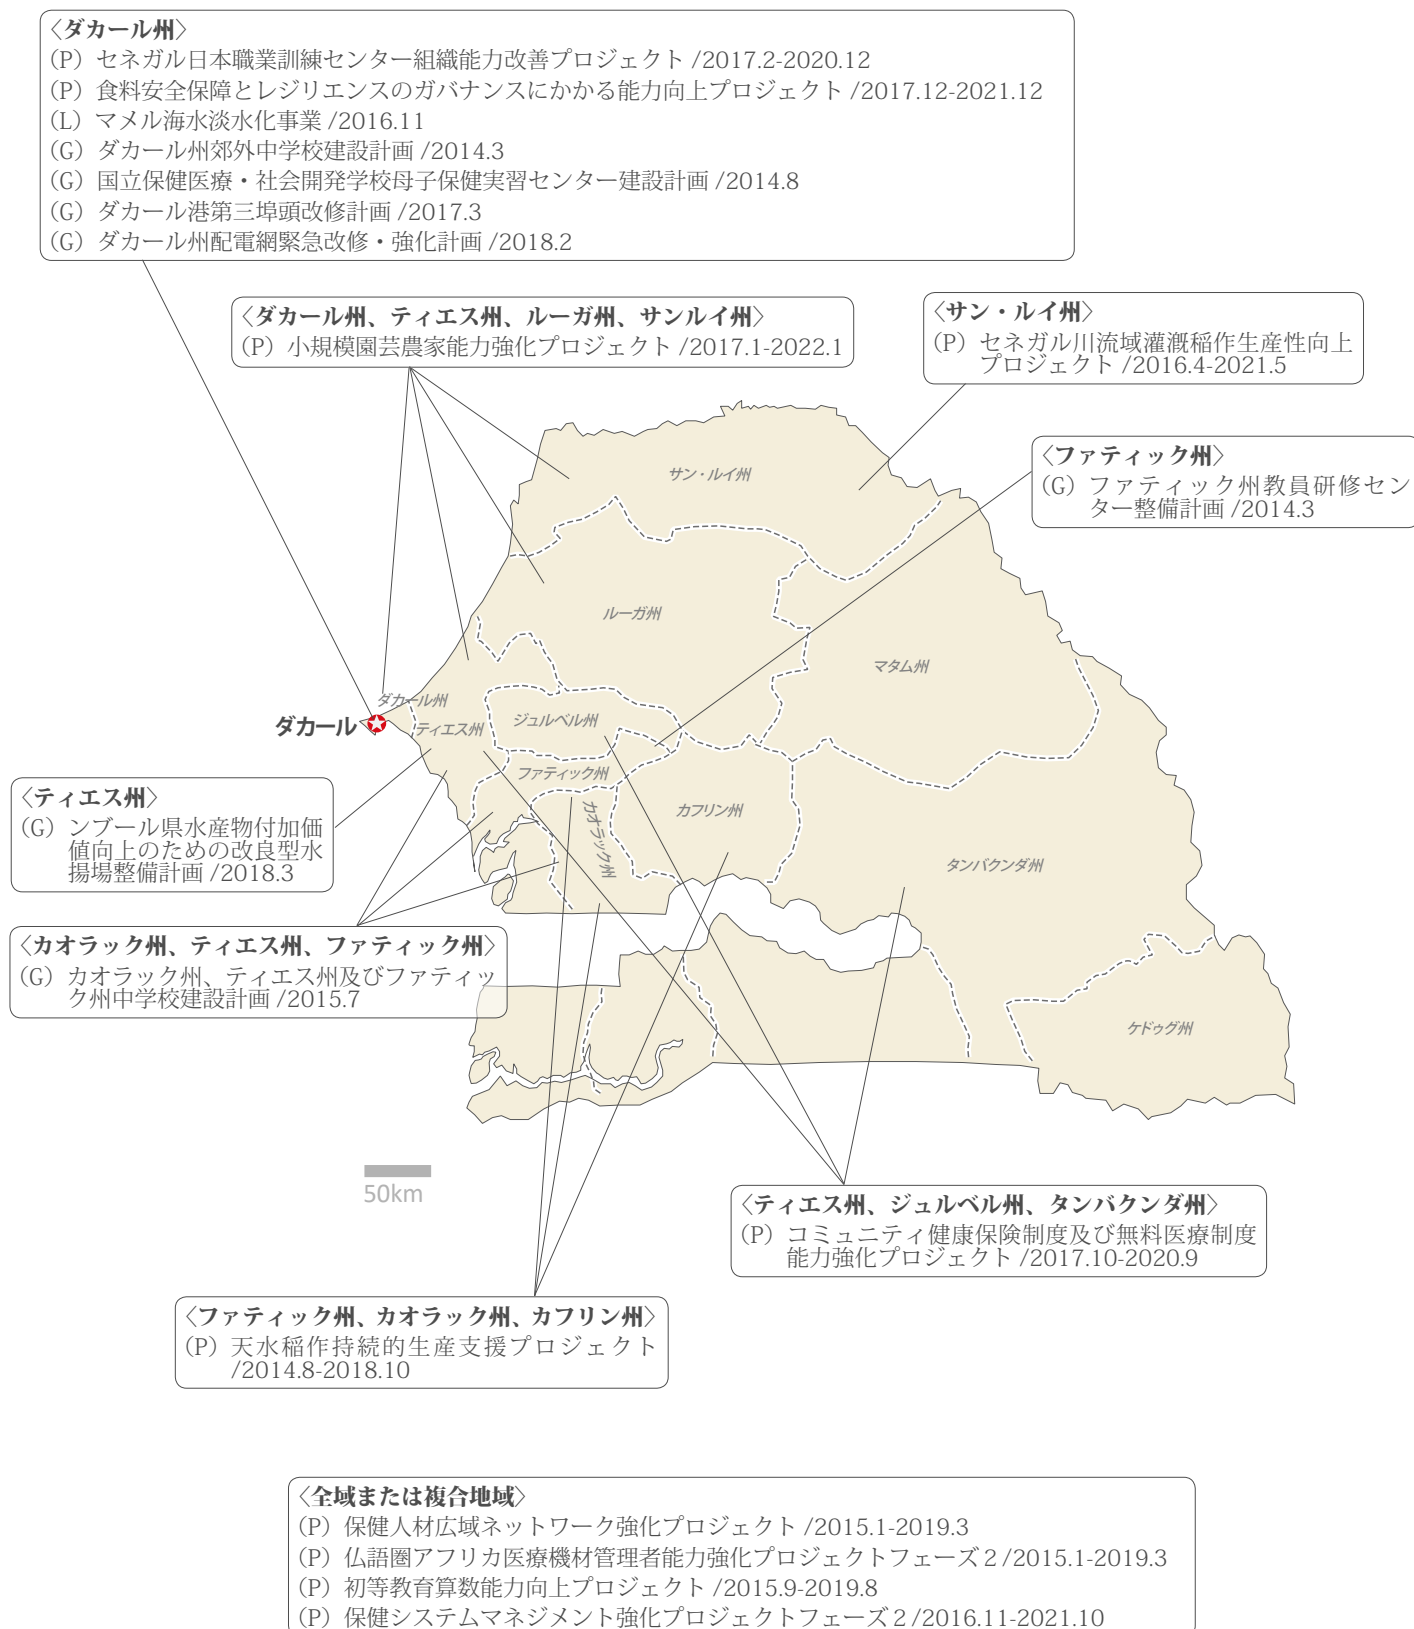 〈ダカール州〉
(P) セネガル日本職業訓練センター組織能力改善プロジェクト /2017.2-2020.12
(P) 食料安全保障とレジリエンスのガバナンスにかかる能力向上プロジェクト /2017.12-2021.12
(L) マメル海水淡水化事業 /2016.11
(G) ダカール州郊外中学校建設計画 /2014.3
(G) 国立保健医療・社会開発学校母子保健実習センター建設計画 /2014.8
(G) ダカール港第三埠頭改修計画 /2017.3
(G) ダカール州配電網緊急改修・強化計画 /2018.2
〈ダカール州、ティエス州、ルーガ州、サンルイ州〉
(P) 小規模園芸農家能力強化プロジェクト /2017.1-2022.1
〈サン・ルイ州〉
(P) セネガル川流域灌漑稲作生産性向上
プロジェクト /2016.4-2021.5
〈ファティック州〉
(G) ファティック州教員研修セン
ター整備計画 /2014.3
サン・ルイ州
ルーガ州
マタム州
ダカール州
ダカール
ティエス州
ジュルベル州
ファティック州
カオラック州
カフリン州
タンバクンダ州
ケドゥグ州
〈ティエス州〉
(G) ンブール県水産物付加価
値向上のための改良型水
揚場整備計画 /2018.3
〈カオラック州、ティエス州、ファティック州〉
(G) カオラック州、ティエス州及びファティッ
ク州中学校建設計画 /2015.7
50km
〈ティエス州、ジュルベル州、タンバクンダ州〉
(P) コミュニティ健康保険制度及び無料医療制度
能力強化プロジェクト /2017.10-2020.9
〈ファティック州、カオラック州、カフリン州〉
(P) 天水稲作持続的生産支援プロジェクト
/2014.8-2018.10
〈全域または複合地域〉
(P) 保健人材広域ネットワーク強化プロジェクト /2015.1-2019.3
(P) 仏語圏アフリカ医療機材管理者能力強化プロジェクトフェーズ 2 /2015.1-2019.3
(P) 初等教育算数能力向上プロジェクト /2015.9-2019.8
(P) 保健システムマネジメント強化プロジェクトフェーズ 2 /2016.11-2021.10